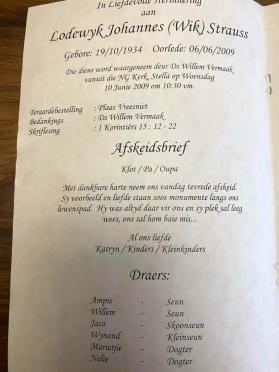 In Liefdevolle Herinnering
aan
Lodewyk Johannes (Wik) Strauss
Gebore: 19/10/1934 Oorlede: 06/06/2009
Die diens word waargeneem deur Ds Willem Vermaak
vanuit die NG Kerk, Stella op Woensdag
10 Junie 2009 om 10:30 vm.
Teraardebestelling : Plaas Vreesniet
Bedankings : Ds Willem Vermaak
Skriflesing : 1 Korintiërs 15 : 12 - 22
Afskeidsbrief
Klot / Pa / Oupa
Met dankbare harte neem ons vandag tevrede afskeid.
Sy voorbeeld en liefde staan soos monumente langs ons
lewenspad. Hy was altyd daar vir ons en sy plek sal leeg
wees, ons sal hom baie mis...
Al ons liefde
Katryn / Kinders / Kleinkinders
Draers:
Ampie - Seun
Willem - Seun
Jaco - Skoonseun
Wynand - Kleinseun
Marietjie - Dogter
Nelie - Dogter